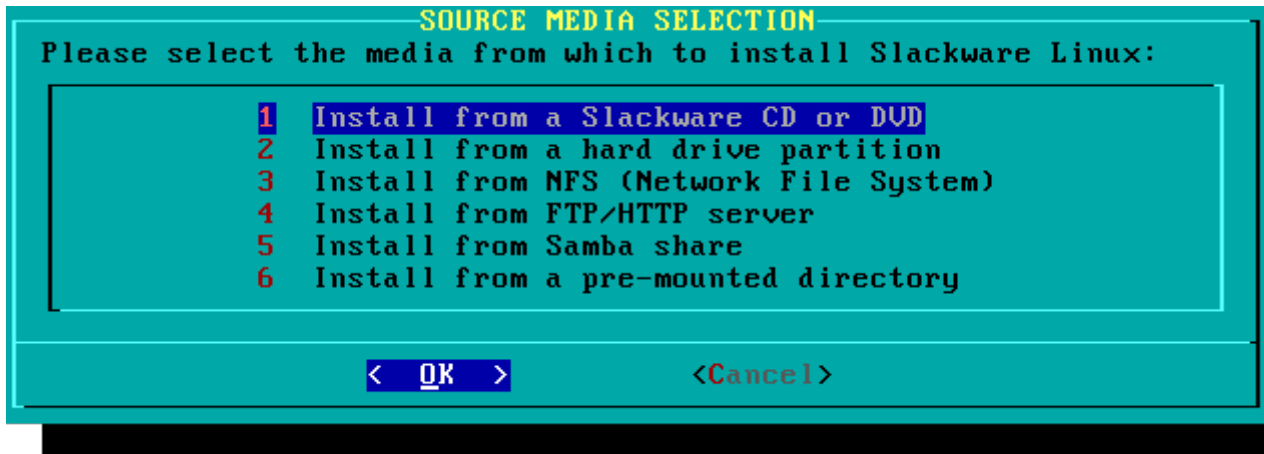 SOURCE MEDIA SELECTION
Please select the media from which to install Slackware Linux:
1 Install from a Slackware CD or DVD
2 Install from a hard drive partition
3 Install from NFS (Network File System)
4 Install from FTP/HTTP server
5 Install from Samba share
6 Install from a pre-mounted directory
< OK > <Cancel>